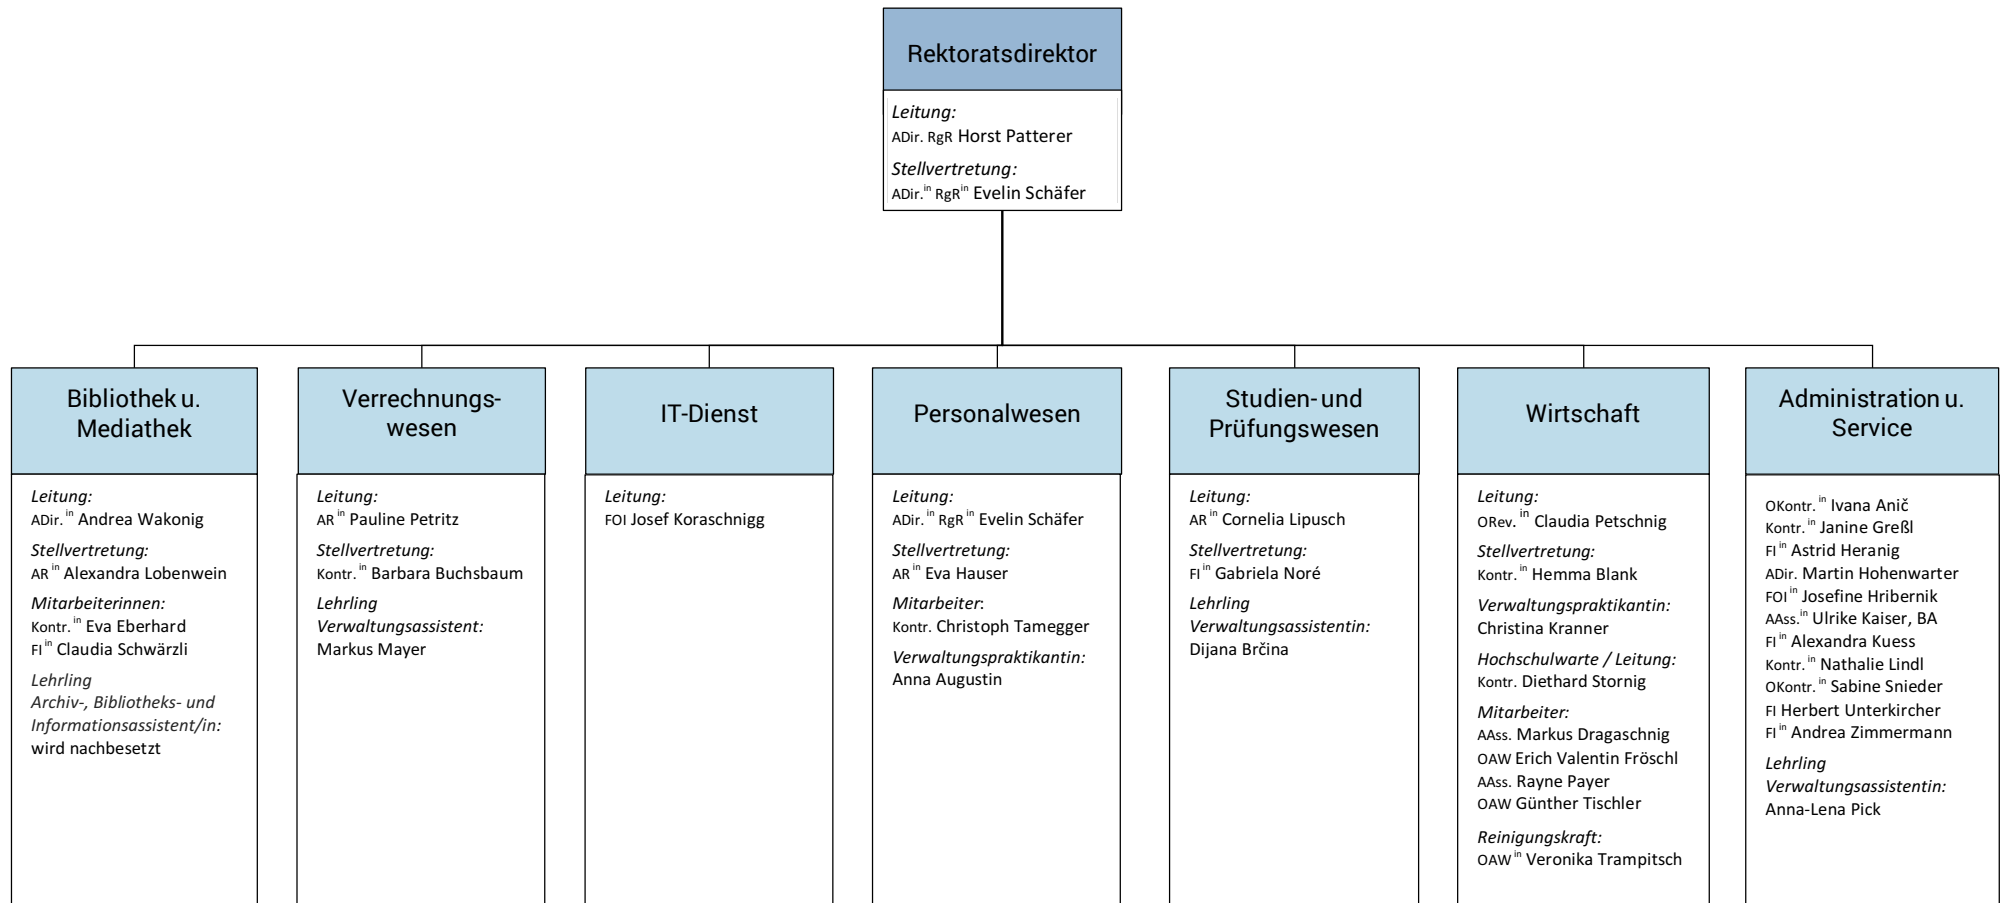 Rektoratsdirektor
Leitung:
ADir. RgR Horst Patterer
Stellvertretung:
ADir.in RgRin Evelin Schäfer
Bibliothek u.
Mediathek
Leitung:
ADir.in Andrea Wakonig
Stellvertretung:
ARin Alexandra Lobenwein
Mitarbeiterinnen:
Kontr.in Eva Eberhard
FIin Claudia Schwärzli
Lehrling
Archiv-, Bibliotheks- und
Informationsassistent/in:
wird nachbesetzt
Verrechnungs-
wesen
Leitung:
ARin Pauline Petritz
Stellvertretung:
Kontr.in Barbara Buchsbaum
Lehrling
Verwaltungsassistent:
Markus Mayer
IT-Dienst
Leitung:
FOI Josef Koraschnigg
Personalwesen
Leitung:
ADir.in RgRin Evelin Schäfer
Stellvertretung:
ARin Eva Hauser
Mitarbeiter:
Kontr. Christoph Tamegger
Verwaltungspraktikantin:
Anna Augustin
Studien- und
Prüfungswesen
Leitung:
ARin Cornelia Lipusch
Stellvertretung:
FIin Gabriela Noré
Lehrling
Verwaltungsassistentin:
Dijana Brčina
Wirtschaft
Leitung:
ORev.in Claudia Petschnig
Stellvertretung:
Kontr.in Hemma Blank
Verwaltungspraktikantin:
Christina Kranner
Hochschulwarte / Leitung:
Kontr. Diethard Stornig
Mitarbeiter:
AAss. Markus Dragaschnig
OAW Erich Valentin Fröschl
AAss. Rayne Payer
OAW Günther Tischler
Reinigungskraft:
OAWin Veronika Trampitsch
Administration u.
Service
OKontr.in Ivana Anič
Kontr.in Janine Greßl
FIin Astrid Heranig
ADir. Martin Hohenwarter
FOIin Josefine Hribernik
AAss.in Ulrike Kaiser, BA
FIin Alexandra Kuess
Kontr.in Nathalie Lindl
OKontr.in Sabine Snieder
FI Herbert Unterkircher
FIin Andrea Zimmermann
Lehrling
Verwaltungsassistentin:
Anna-Lena Pick